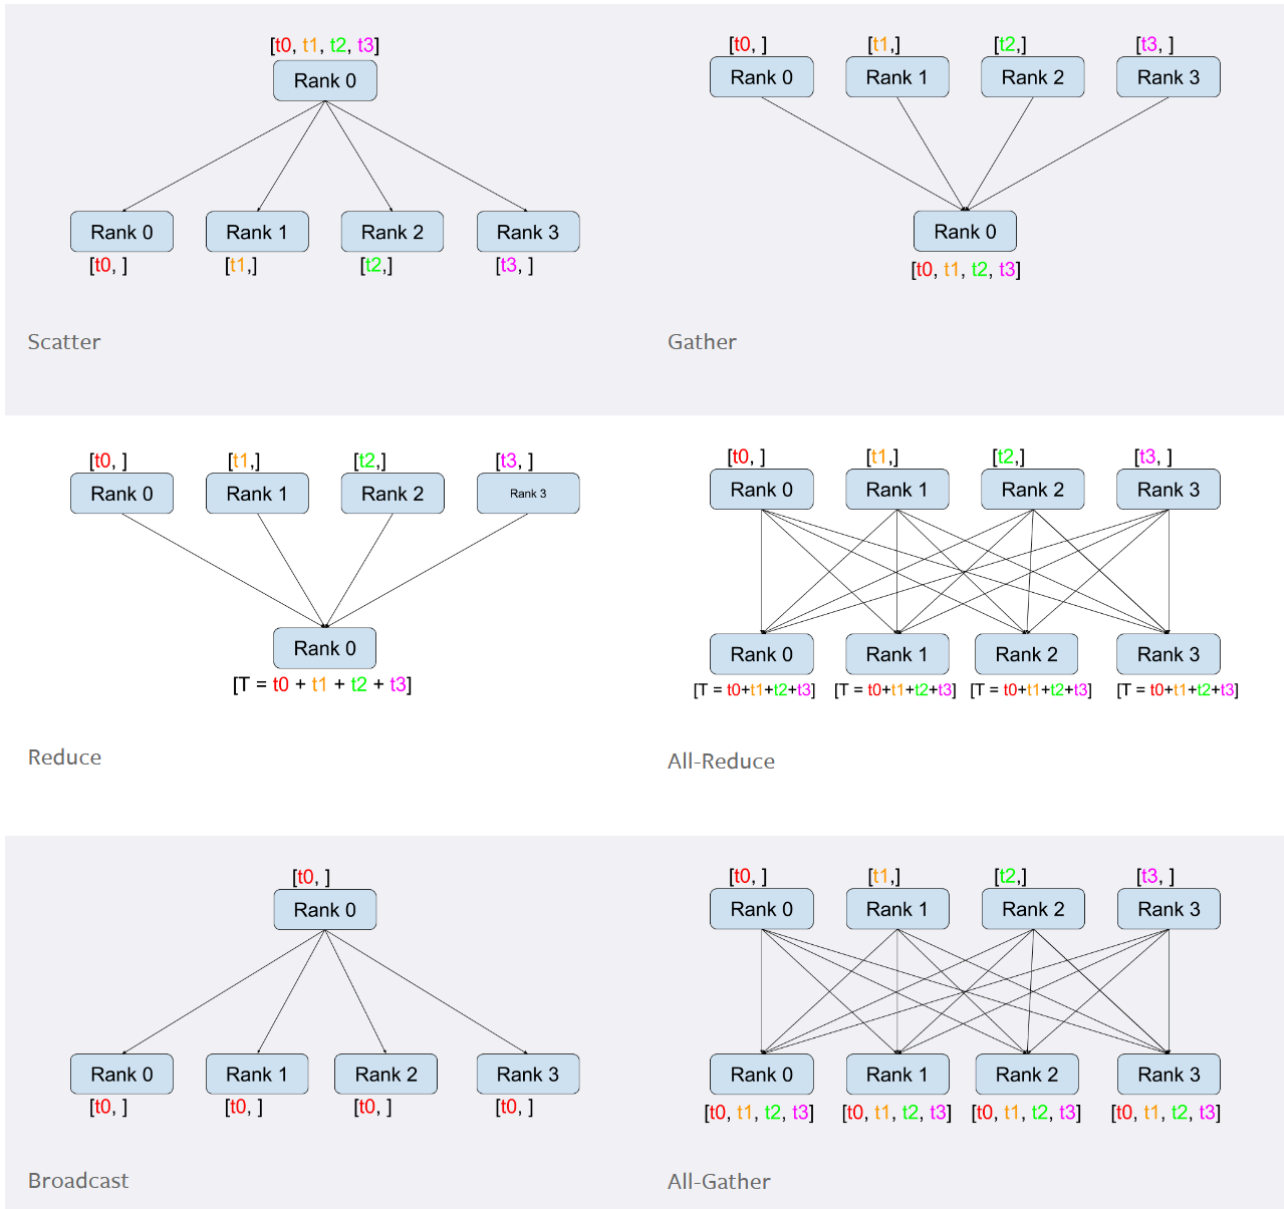 [t0, t1, t2, t3]
Rank 0
Rank 0 Rank 1 Rank 2 Rank 3
[t0, ] [t1,] [t2,] [t3, ]
Scatter
[t0, ] [t1,] [t2,] [t3, ]
Rank 0 Rank 1 Rank 2 Rank 3
Rank 0
[t0, t1, t2, t3]
Gather
[t0, ] [t1,] [t2,] [t3, ]
Rank 0 Rank 1 Rank 2 Rank 3
Rank 0
[T = t0 + t1 + t2 + t3]
Reduce
[t0, ] [t1,] [t2,] [t3, ]
Rank 0 Rank 1 Rank 2 Rank 3
Rank 0 Rank 1 Rank 2 Rank 3
[T = t0+t1+t2+t3] [T = t0+t1+t2+t3] [T = t0+t1+t2+t3] [T = t0+t1+t2+t3]
All-Reduce
[t0, ]
Rank 0
Rank 0 Rank 1 Rank 2 Rank 3
[t0, ] [t0, ] [t0, ] [t0, ]
Broadcast
[t0, ] [t1,] [t2,] [t3, ]
Rank 0 Rank 1 Rank 2 Rank 3
Rank 0 Rank 1 Rank 2 Rank 3
[t0, t1, t2, t3] [t0, t1, t2, t3] [t0, t1, t2, t3] [t0, t1, t2, t3]
All-Gather